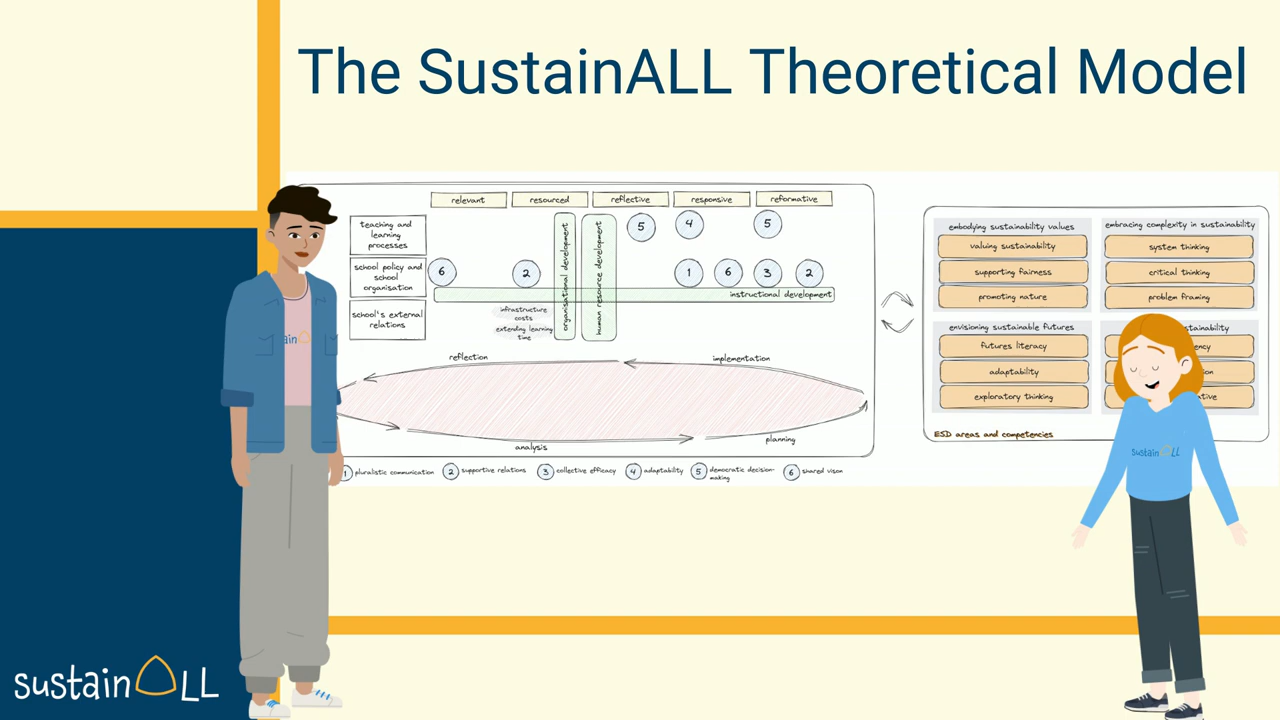 The SustainALL Theoretical Model
relevant
resourced
reflective
responsive
reformative
teaching and
learning
processes
5
4
5
school policy and
school
organisation
6
2
1
6
3
2
instructional development
organisational development
human resource development
school's external
relations
infrastructure
costs
extending learning
time
reflection
implementation
analysis
planning
1 pluralistic communication
2 supportive relations
3 collective efficacy
4 adaptability
5 democratic decision-
making
6 shared vison
embodying sustainability values
valuing sustainability
supporting fairness
promoting nature
embracing complexity in sustainability
system thinking
critical thinking
problem framing
envisioning sustainable futures
futures literacy
adaptability
exploratory thinking
ESD areas and competencies
sustainALL
sustainLL